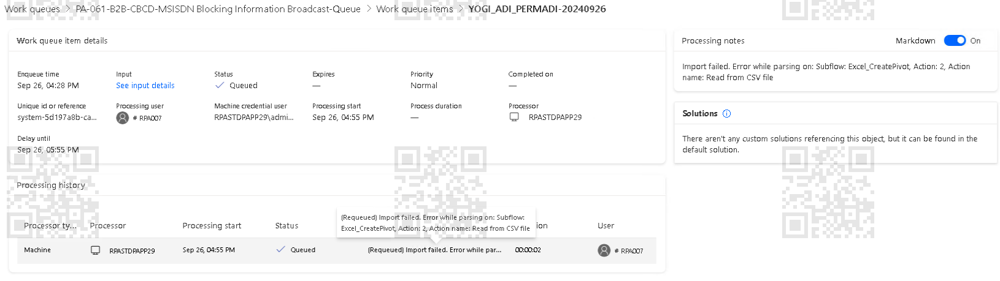 Work queues > PA-061-B2B-CBCD-MSISDN Blocking Information Broadcast-Queue > Work queue items > YOGI_ADI_PERMADI-20240926
Work queue item details
Enqueue time
Sep 26, 04:28 PM
Input
See input details
Status
Queued
Expires
—
Priority
Normal
Completed on
—
Unique id or reference
system-5d197a8b-ca...
Processing user
# RPA007
Machine credential user
RPASTDPAPP29\admi...
Processing start
Sep 26, 04:55 PM
Process duration
—
Processor
RPASTDPAPP29
Delay until
Sep 26, 05:55 PM
Processing notes
Markdown On
Import failed. Error while parsing on: Subflow: Excel_CreatePivot, Action: 2, Action
name: Read from CSV file
Solutions
There aren't any custom solutions referencing this object, but it can be found in the
default solution.
Processing history
(Requeued) Import failed. Error while parsing on: Subflow:
Excel_CreatePivot, Action: 2, Action name: Read from CSV file
Processor ty... Processor Processing start Status ion User
Machine RPASTDPAPP29 Sep 26, 04:55 PM Queued (Requeued) Import failed. Error while par... 00:00:02 # RPA007